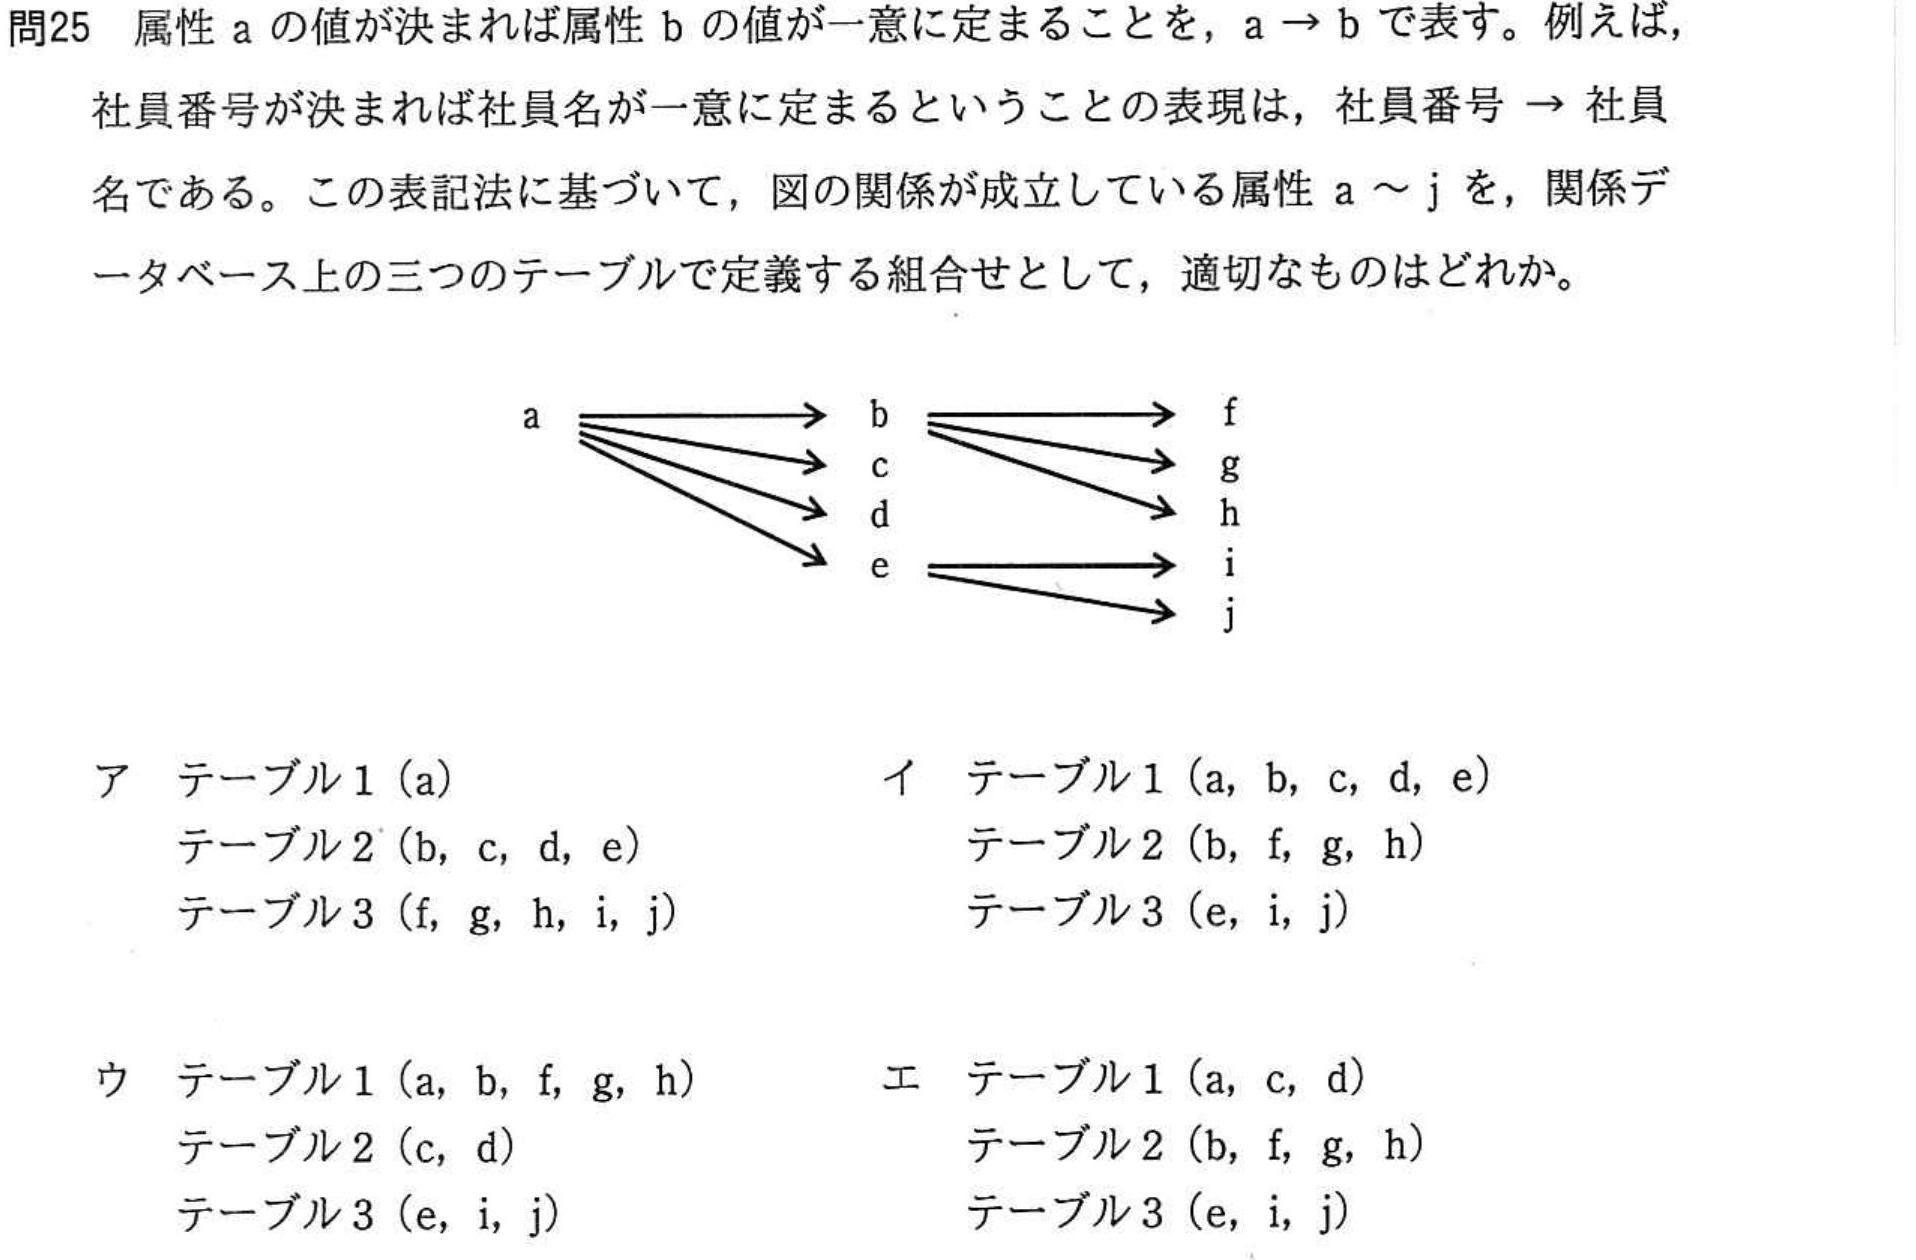 問25 属性 a の値が決まれば属性 b の値が一意に定まることを，a → b で表す。例えば，
社員番号が決まれば社員名が一意に定まるということの表現は，社員番号 → 社員
名である。この表記法に基づいて，図の関係が成立している属性 a ～ j を，関係デ
ータベース上の三つのテーブルで定義する組合せとして，適切なものはどれか。
a b f
c g
d h
e i
j
ア テーブル1（a）
テーブル2（b，c，d，e）
テーブル3（f，g，h，i，j）
イ テーブル1（a，b，c，d，e）
テーブル2（b，f，g，h）
テーブル3（e，i，j）
ウ テーブル1（a，b，f，g，h）
テーブル2（c，d）
テーブル3（e，i，j）
エ テーブル1（a，c，d）
テーブル2（b，f，g，h）
テーブル3（e，i，j）